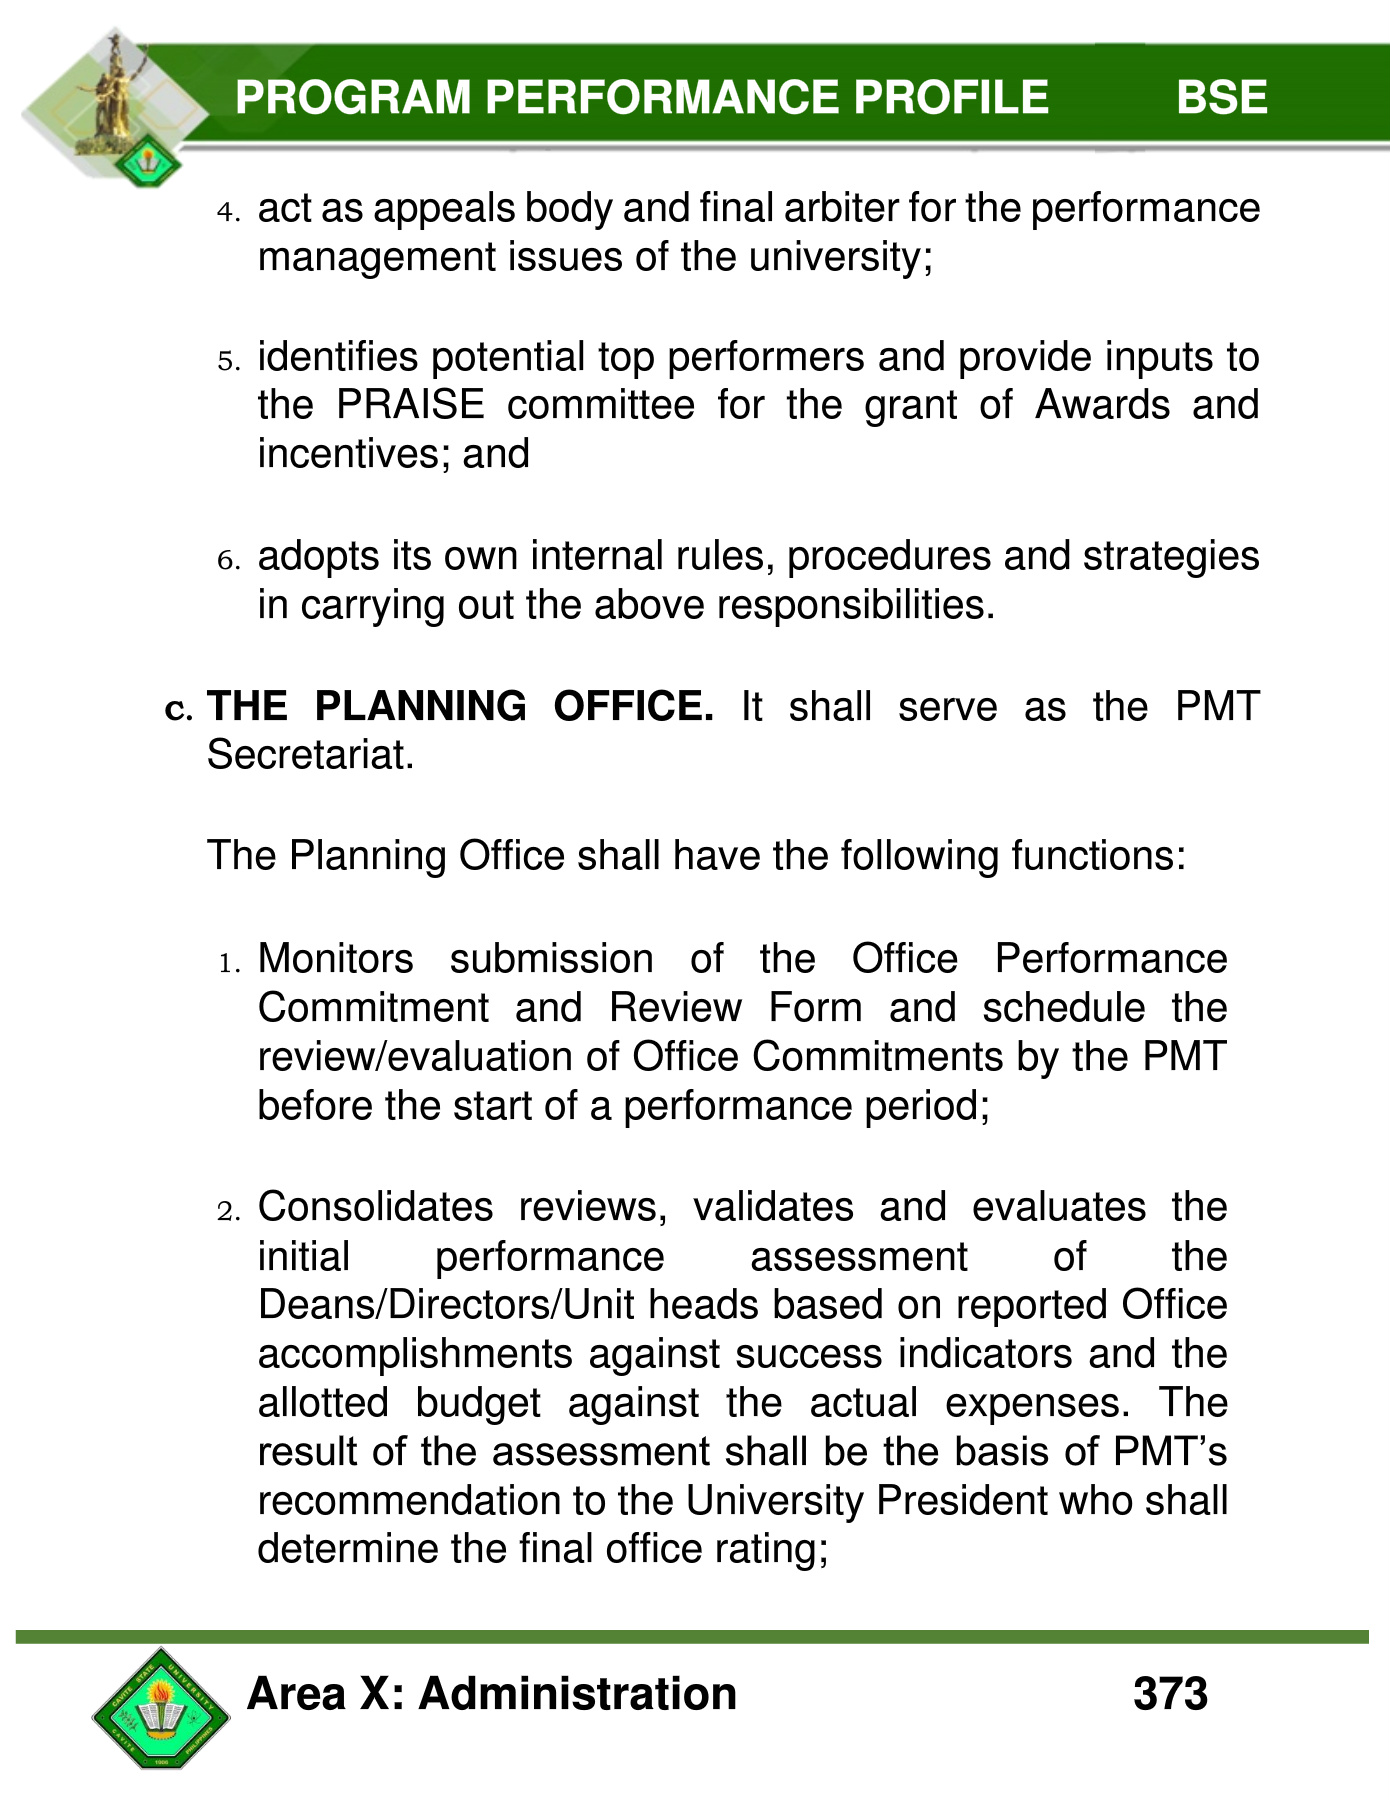 PROGRAM PERFORMANCE PROFILE BSE
4. act as appeals body and final arbiter for the performance
management issues of the university;
5. identifies potential top performers and provide inputs to
the PRAISE committee for the grant of Awards and
incentives; and
6. adopts its own internal rules, procedures and strategies
in carrying out the above responsibilities.
c. THE PLANNING OFFICE. It shall serve as the PMT
Secretariat.
The Planning Office shall have the following functions:
1. Monitors submission of the Office Performance
Commitment and Review Form and schedule the
review/evaluation of Office Commitments by the PMT
before the start of a performance period;
2. Consolidates reviews, validates and evaluates the
initial performance assessment of the
Deans/Directors/Unit heads based on reported Office
accomplishments against success indicators and the
allotted budget against the actual expenses. The
result of the assessment shall be the basis of PMT’s
recommendation to the University President who shall
determine the final office rating;
CAVITE STATE UNIVERSITY
CAVITE 1906 PHILIPPINES
Area X: Administration 373